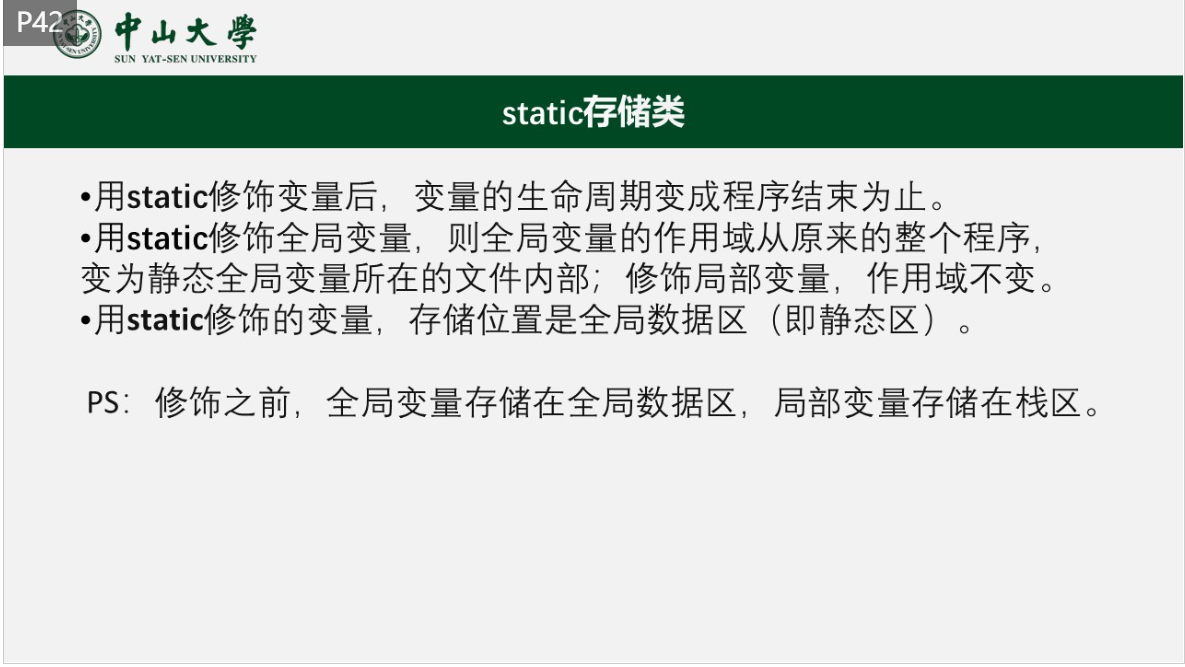 P42
中山大學
SUN YAT-SEN UNIVERSITY
static存储类
•用static修饰变量后，变量的生命周期变成程序结束为止。
•用static修饰全局变量，则全局变量的作用域从原来的整个程序，
变为静态全局变量所在的文件内部；修饰局部变量，作用域不变。
•用static修饰的变量，存储位置是全局数据区（即静态区）。
PS：修饰之前，全局变量存储在全局数据区，局部变量存储在栈区。